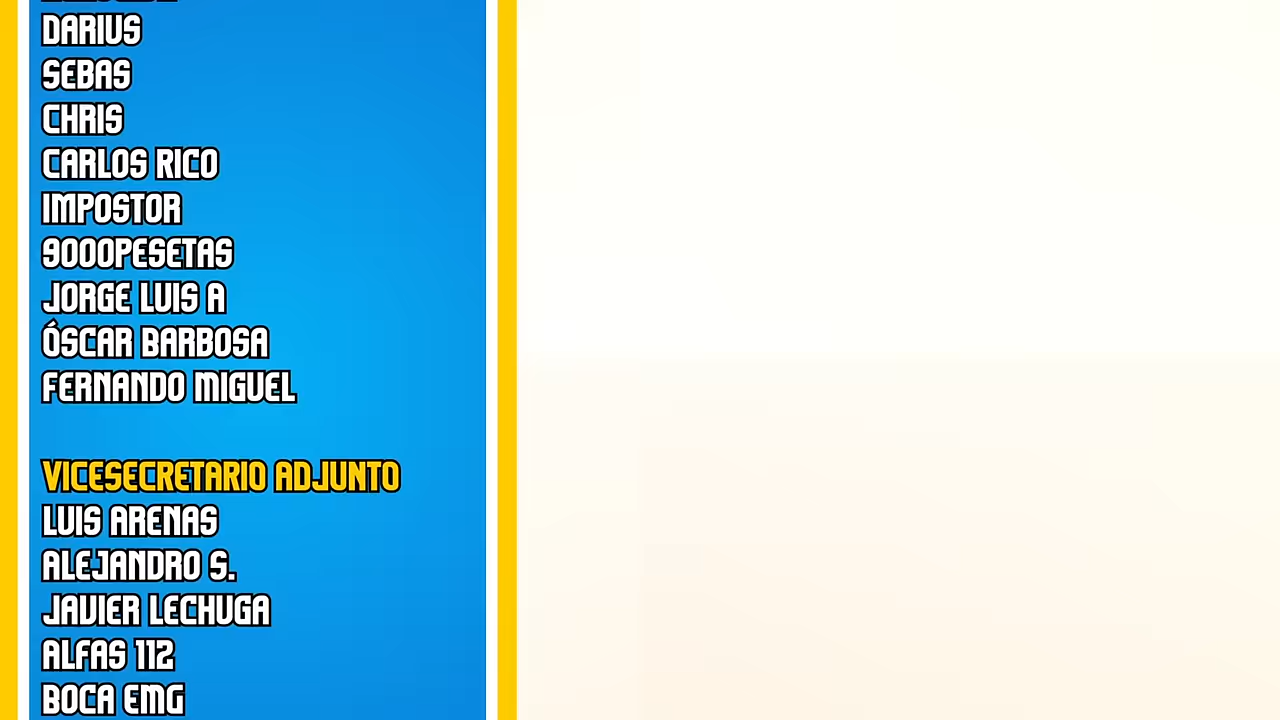 DARIUS
SEBAS
CHRIS
CARLOS RICO
IMPOSTOR
9000PESETAS
JORGE LUIS A
ÓSCAR BARBOSA
FERNANDO MIGUEL
VICESECRETARIO ADJUNTO
LUIS ARENAS
ALEJANDRO S.
JAVIER LECHUGA
ALFAS 112
BOCA EMG